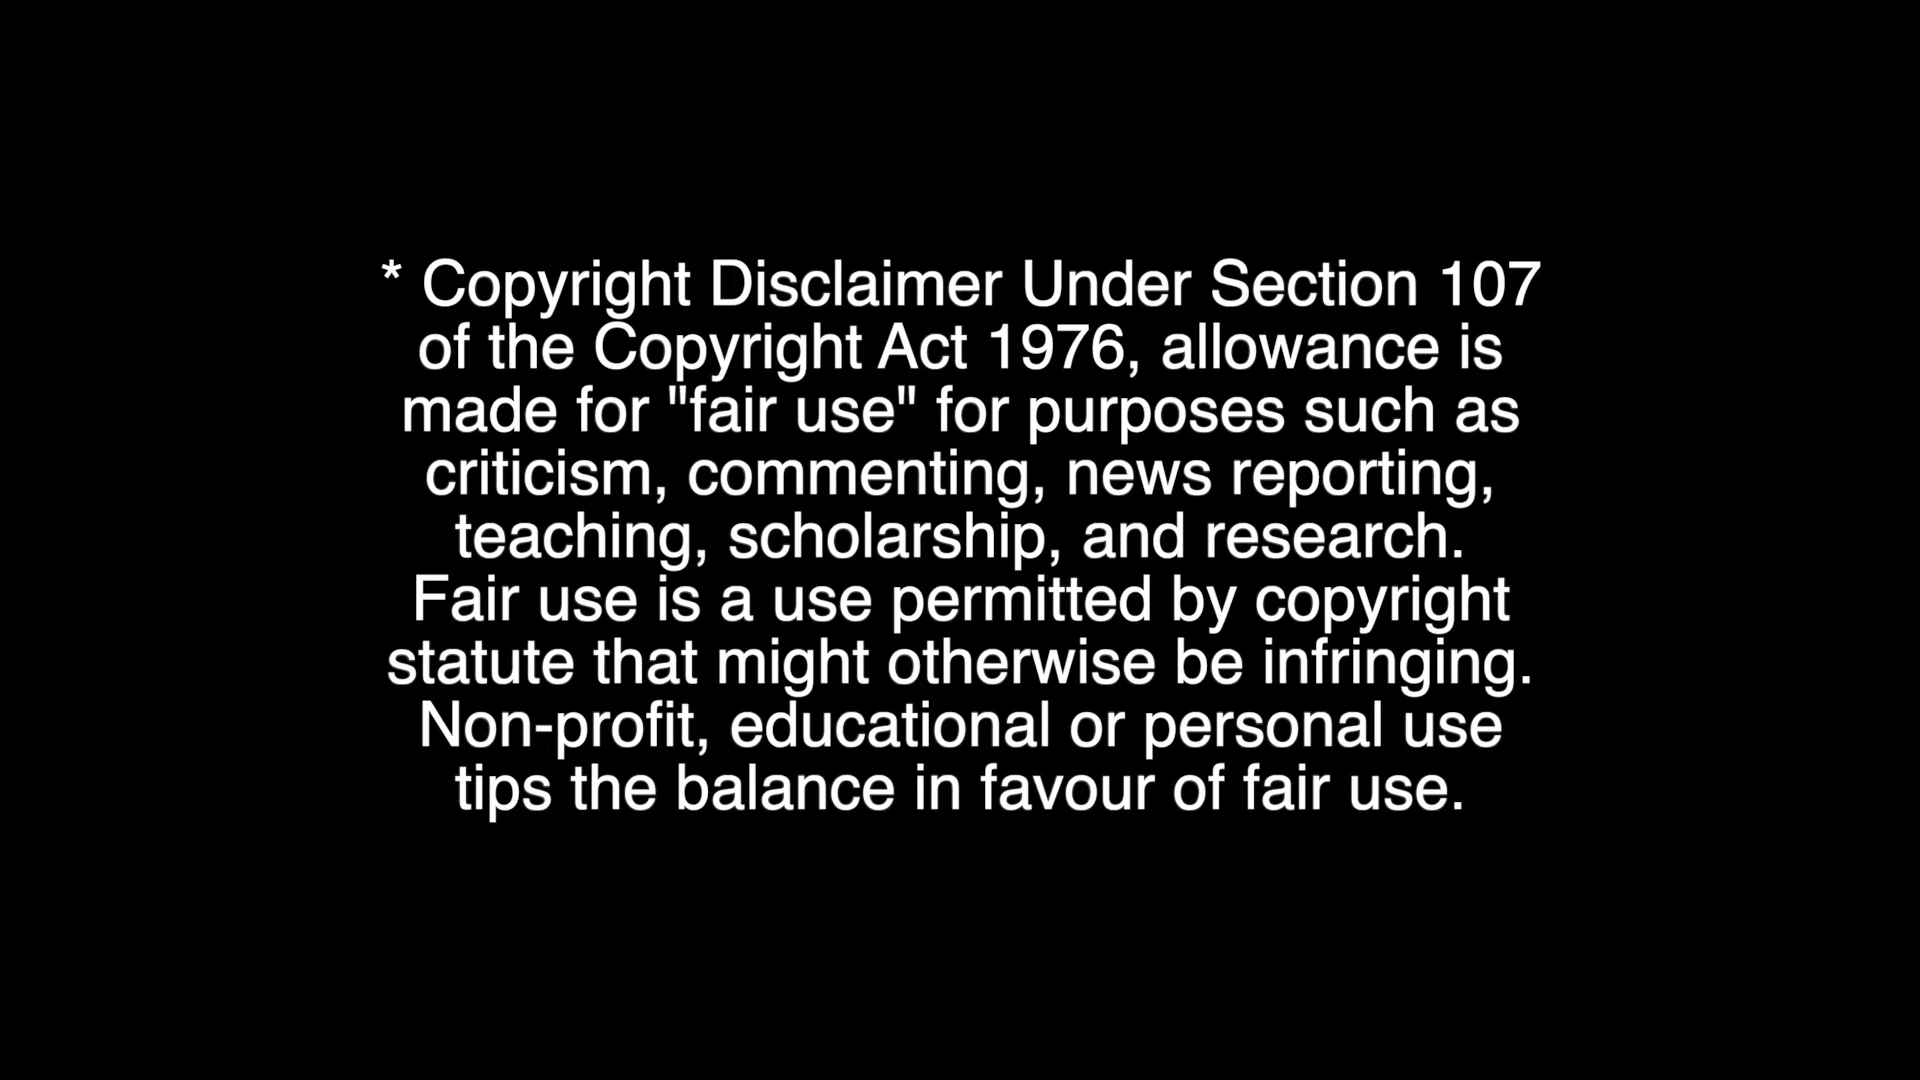 * Copyright Disclaimer Under Section 107
of the Copyright Act 1976, allowance is
made for "fair use" for purposes such as
criticism, commenting, news reporting,
teaching, scholarship, and research.
Fair use is a use permitted by copyright
statute that might otherwise be infringing.
Non-profit, educational or personal use
tips the balance in favour of fair use.